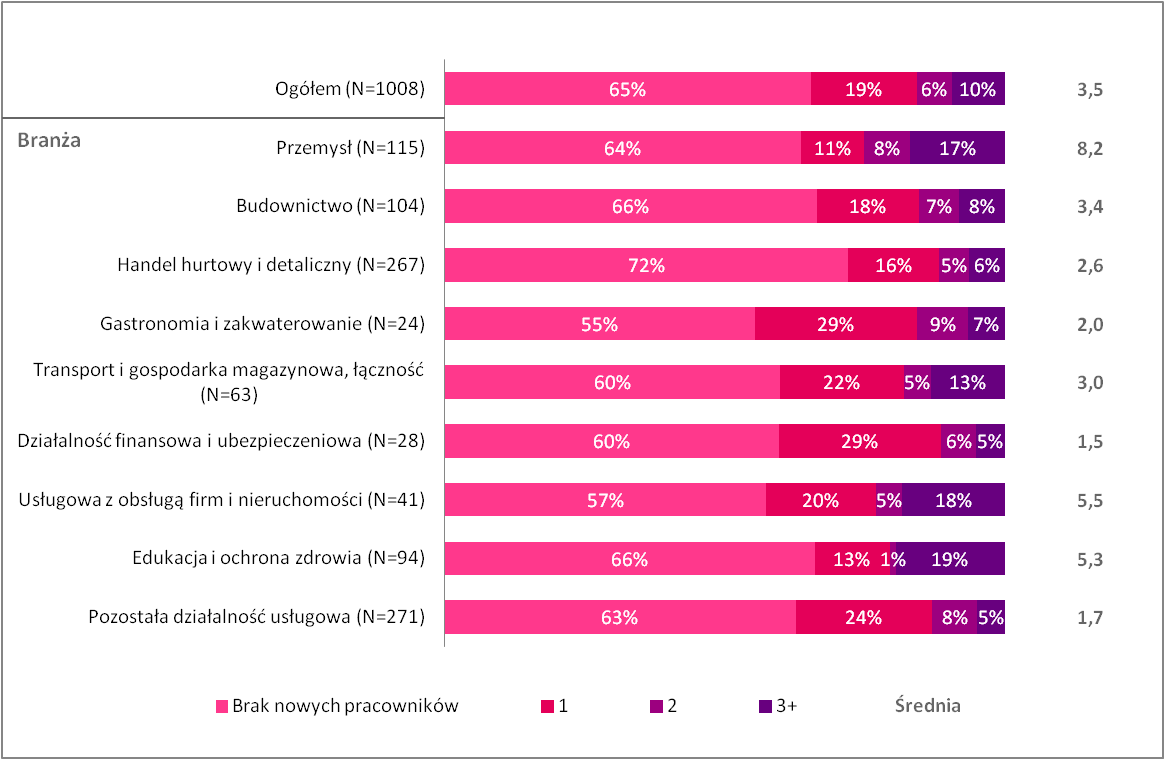 Ogółem (N=1008) 65% 19% 6% 10% 3,5
Branża
Przemysł (N=115) 64% 11% 8% 17% 8,2
Budownictwo (N=104) 66% 18% 7% 8% 3,4
Handel hurtowy i detaliczny (N=267) 72% 16% 5% 6% 2,6
Gastronomia i zakwaterowanie (N=24) 55% 29% 9% 7% 2,0
Transport i gospodarka magazynowa, łączność
(N=63) 60% 22% 5% 13% 3,0
Działalność finansowa i ubezpieczeniowa (N=28) 60% 29% 6% 5% 1,5
Usługowa z obsługą firm i nieruchomości (N=41) 57% 20% 5% 18% 5,5
Edukacja i ochrona zdrowia (N=94) 66% 13% 1% 19% 5,3
Pozostała działalność usługowa (N=271) 63% 24% 8% 5% 1,7
Brak nowych pracowników 1 2 3+ Średnia